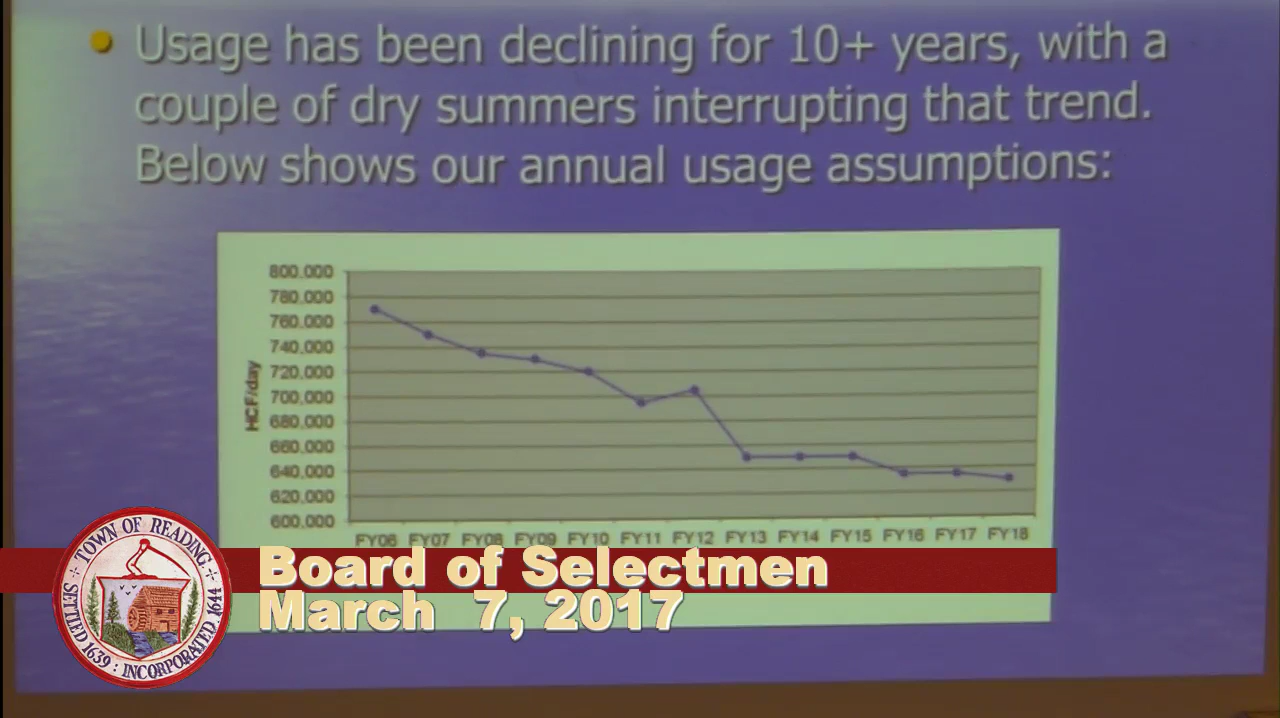 Usage has been declining for 10+ years, with a
couple of dry summers interrupting that trend.
Below shows our annual usage assumptions:
800,000
780,000
760,000
740,000
720,000
700,000
680,000
660,000
640,000
620,000
600,000
HCF/day
FY06 FY07 FY08 FY09 FY10 FY11 FY12 FY13 FY14 FY15 FY16 FY17 FY18
TOWN OF READING
SETTLED 1639 : INCORPORATED 1644
Board of Selectmen
March 7, 2017